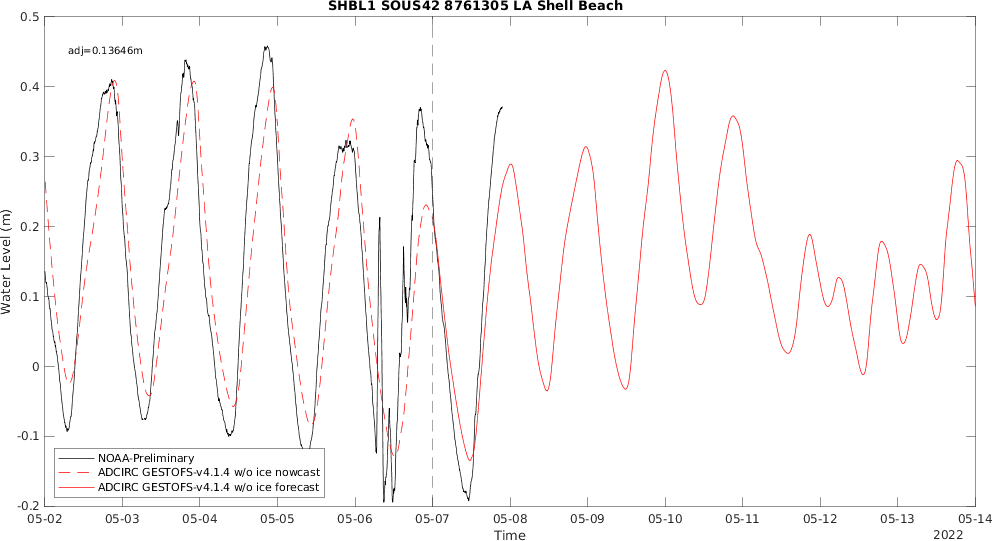 SHBL1 SOUS42 8761305 LA Shell Beach
adj=0.13646m
Water Level (m)
0.5
0.4
0.3
0.2
0.1
0
-0.1
-0.2
NOAA-Preliminary
ADCIRC GESTOFS-v4.1.4 w/o ice nowcast
ADCIRC GESTOFS-v4.1.4 w/o ice forecast
05-02 05-03 05-04 05-05 05-06 05-07 05-08 05-09 05-10 05-11 05-12 05-13 05-14
Time
2022